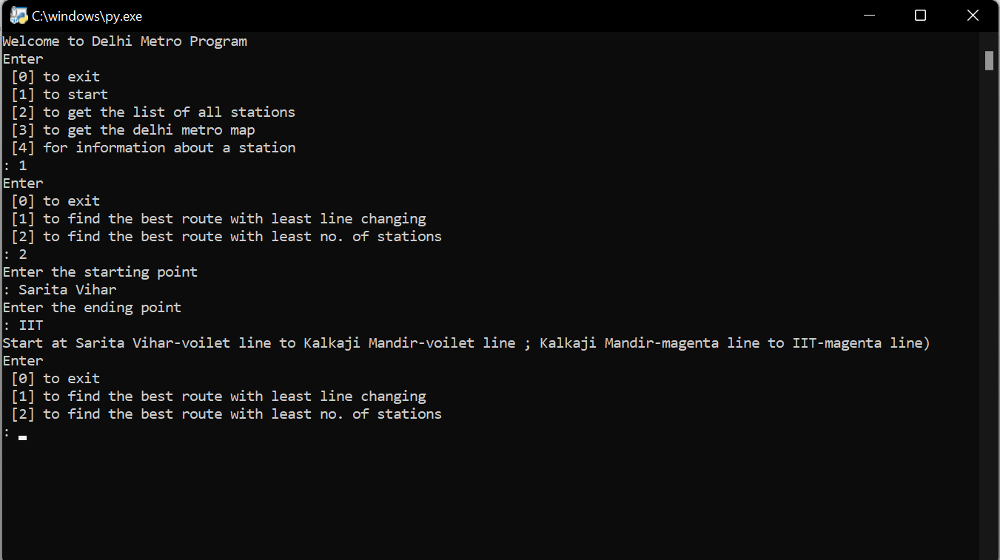 C:\windows\py.exe
Welcome to Delhi Metro Program
Enter
[0] to exit
[1] to start
[2] to get the list of all stations
[3] to get the delhi metro map
[4] for information about a station
: 1
Enter
[0] to exit
[1] to find the best route with least line changing
[2] to find the best route with least no. of stations
: 2
Enter the starting point
: Sarita Vihar
Enter the ending point
: IIT
Start at Sarita Vihar-voilet line to Kalkaji Mandir-voilet line ; Kalkaji Mandir-magenta line to IIT-magenta line)
Enter
[0] to exit
[1] to find the best route with least line changing
[2] to find the best route with least no. of stations
: